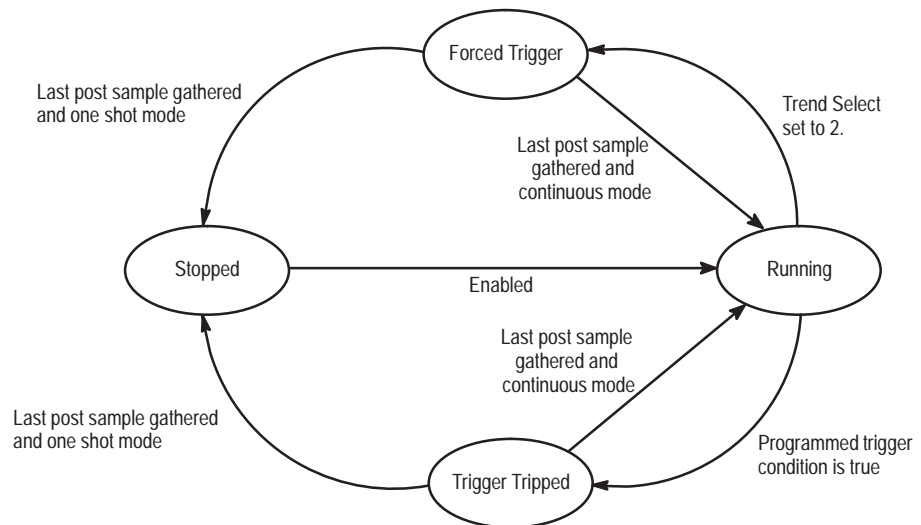 Forced Trigger
Last post sample gathered
and one shot mode
Trend Select
set to 2.
Last post sample
gathered and
continuous mode
Stopped
Running
Enabled
Last post sample
gathered and
continuous mode
Last post sample gathered
and one shot mode
Programmed trigger
condition is true
Trigger Tripped